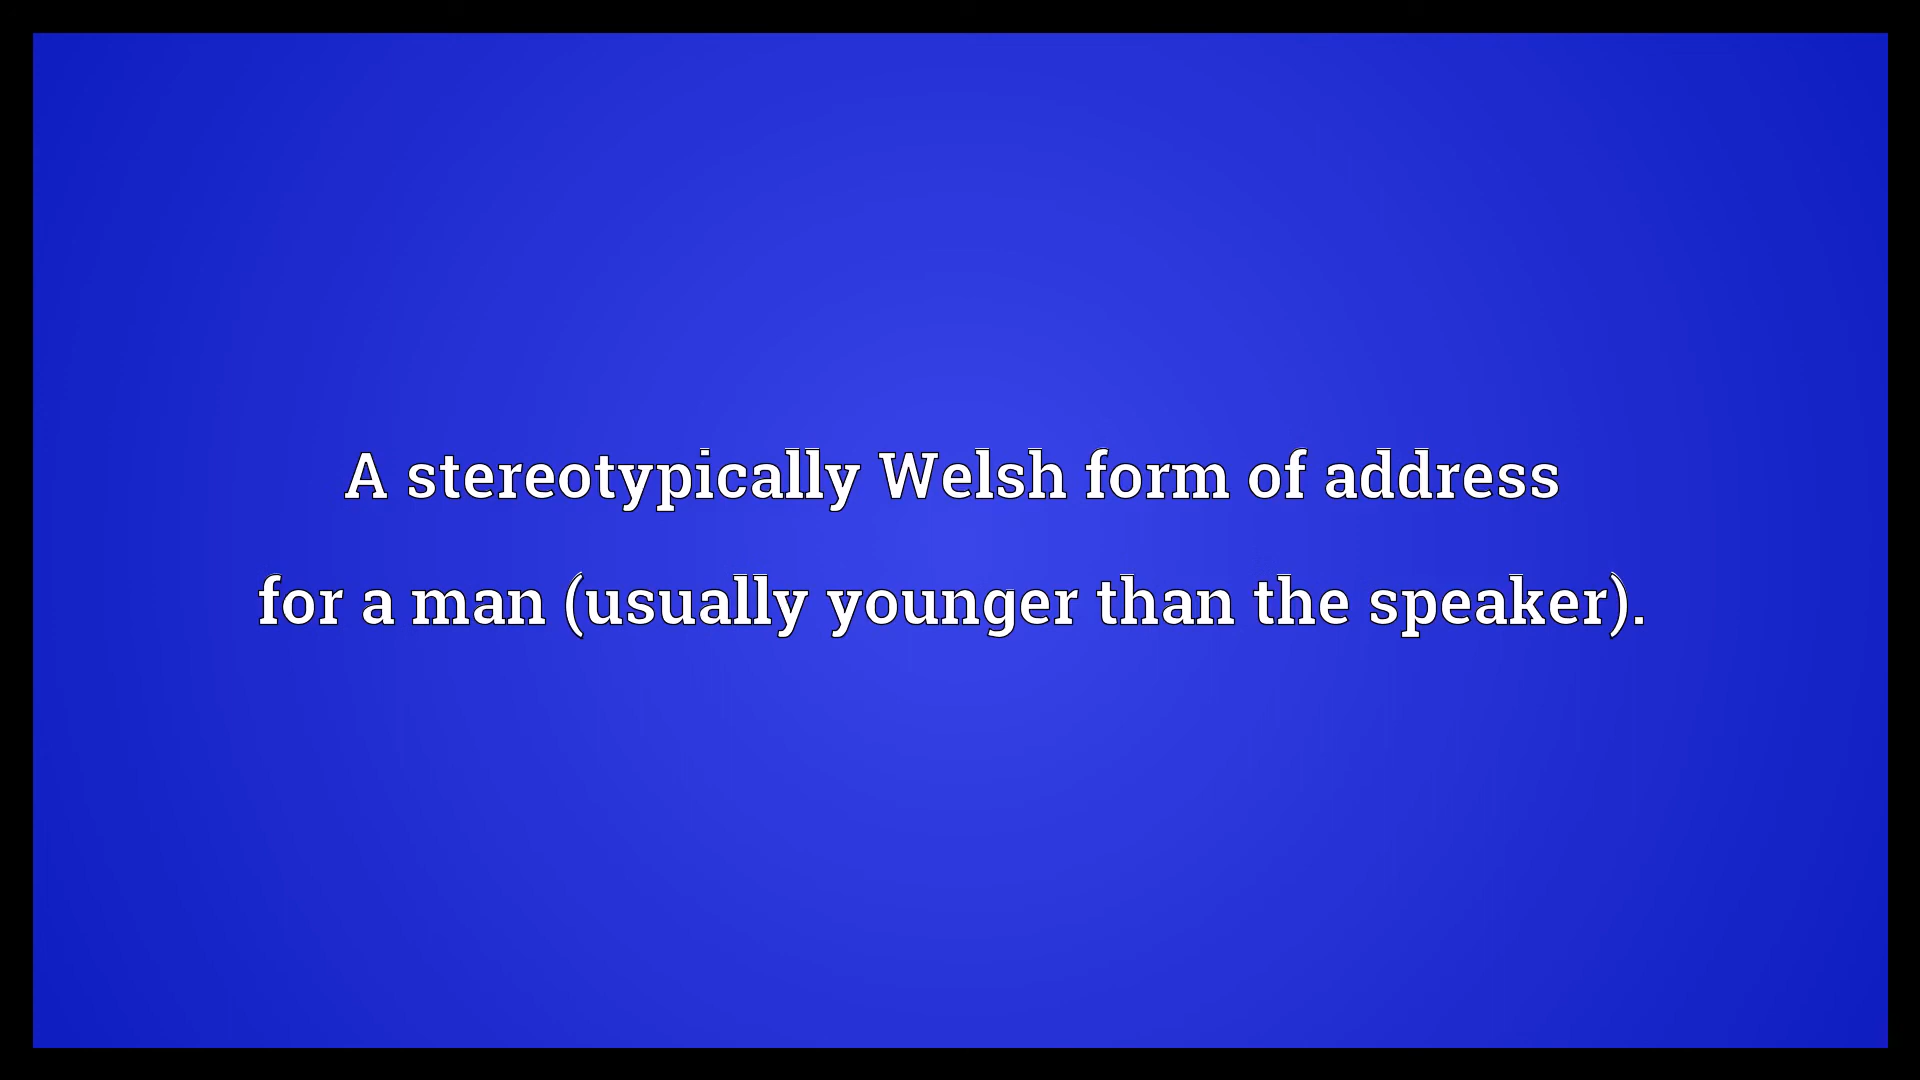 A stereotypically Welsh form of address
for a man (usually younger than the speaker).